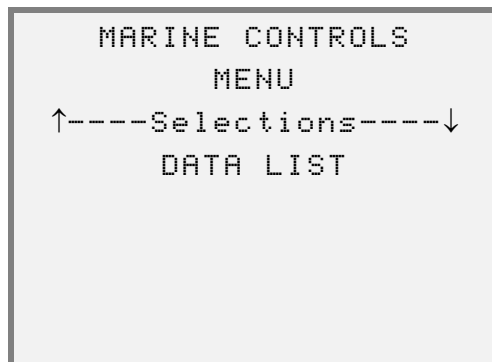 MARINE CONTROLS
MENU
↑----Selections----↓
DATA LIST